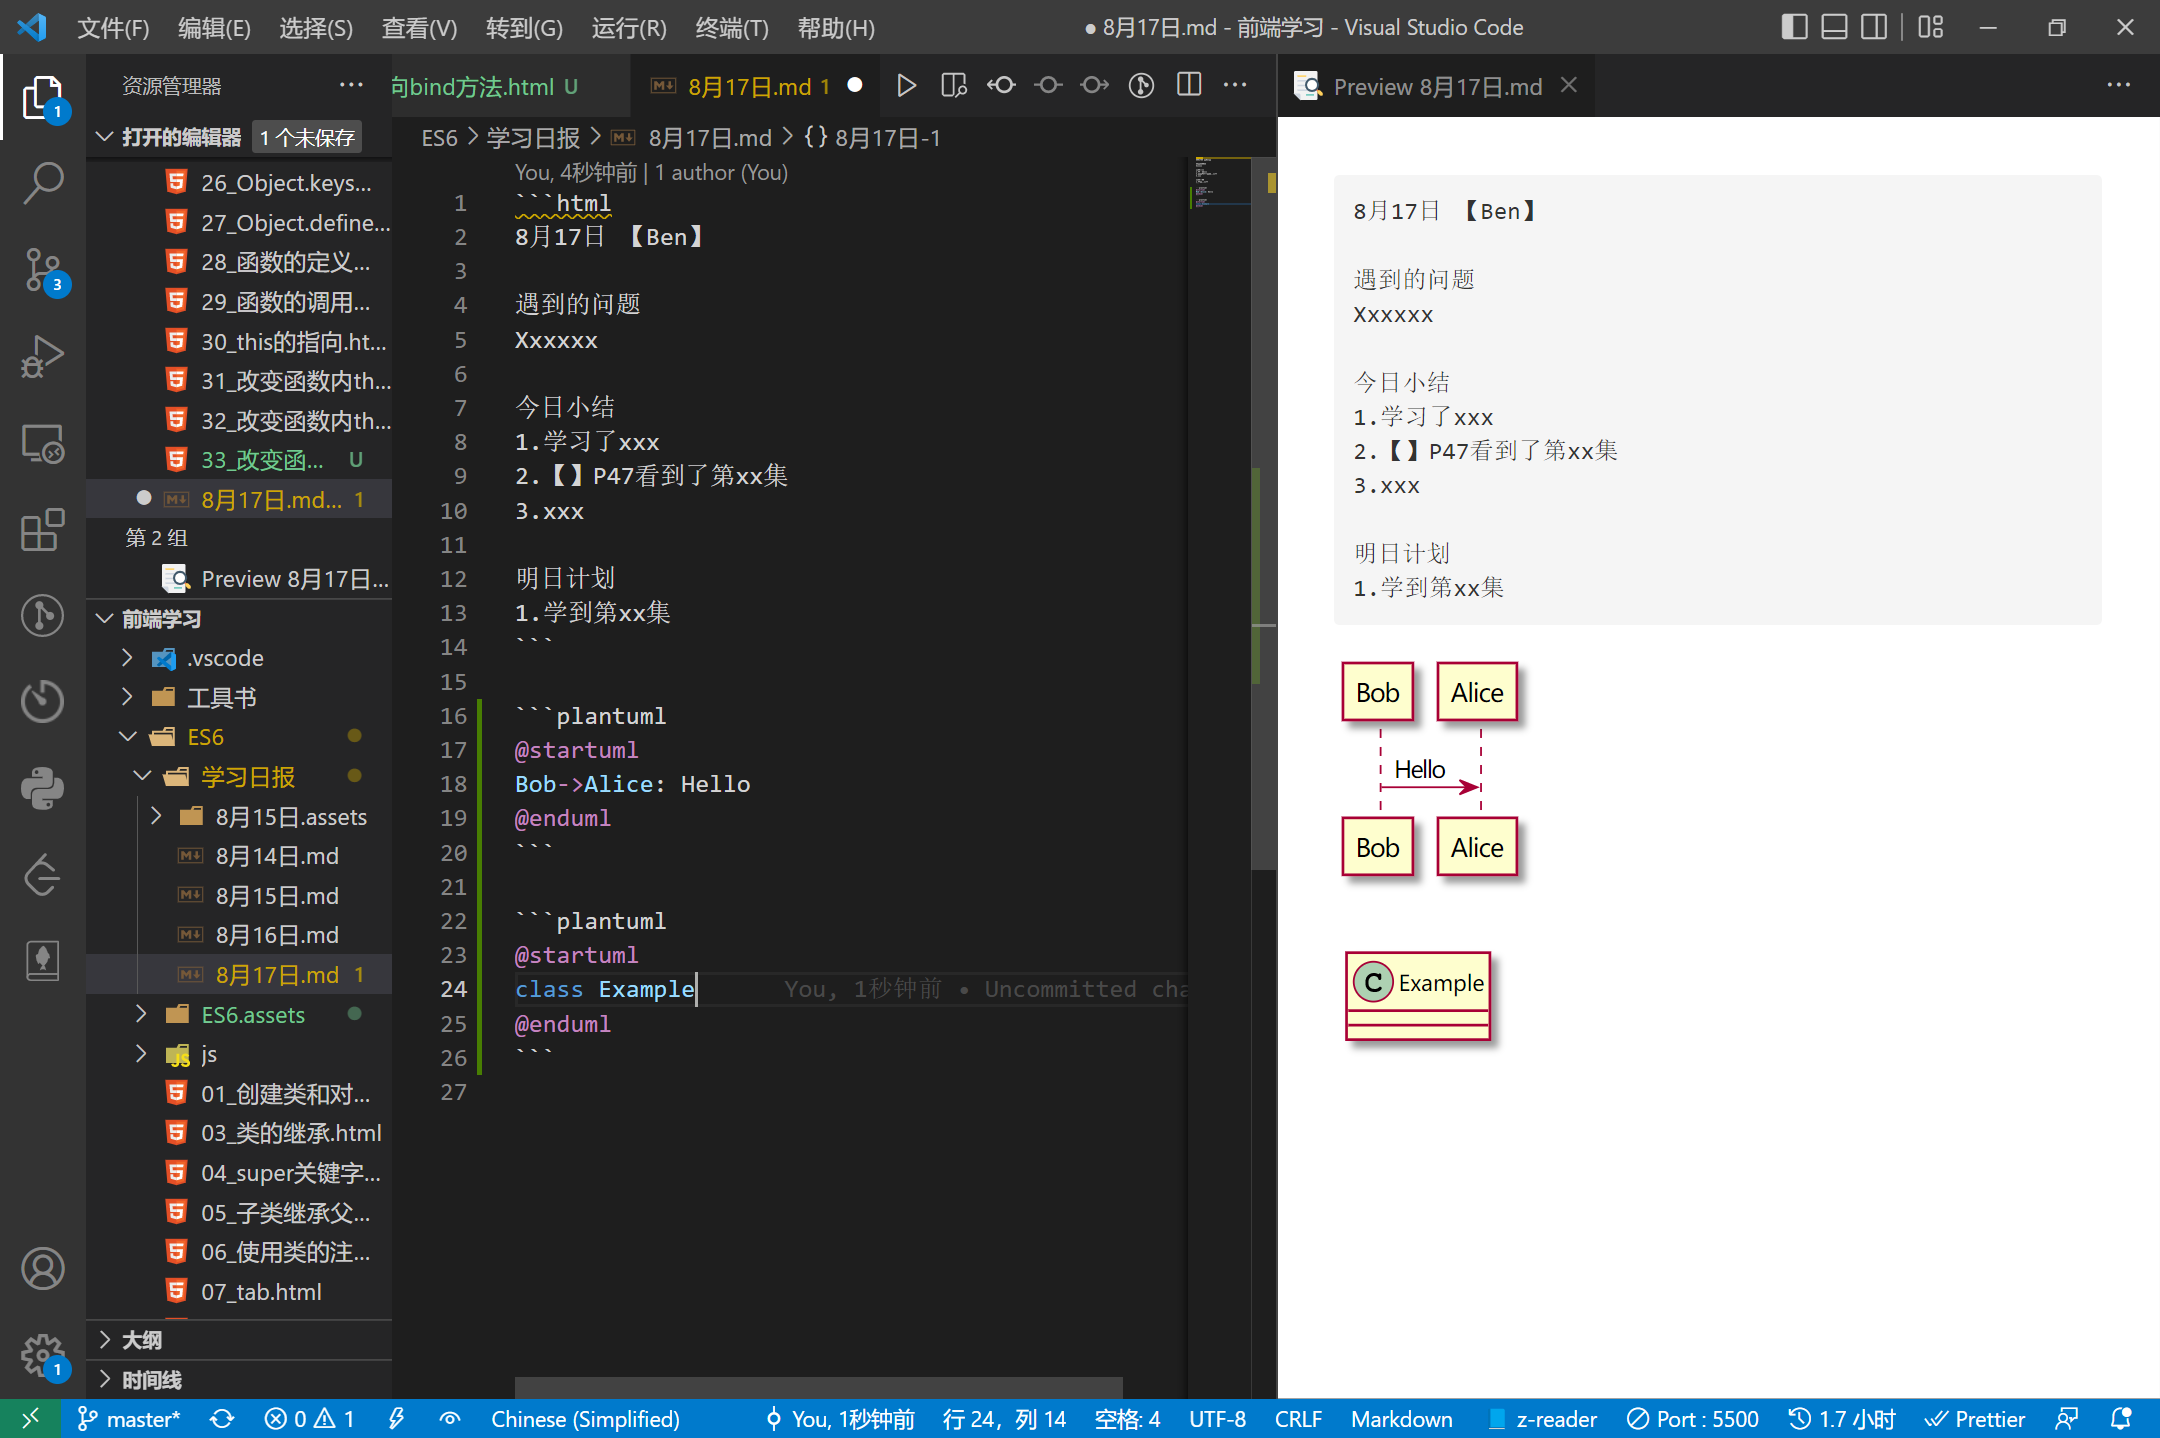 文件(F) 编辑(E) 选择(S) 查看(V) 转到(G) 运行(R) 终端(T) 帮助(H)
● 8月17日.md - 前端学习 - Visual Studio Code
资源管理器
打开的编辑器 1 个未保存
26_Object.keys...
27_Object.define...
28_函数的定义...
29_函数的调用...
30_this的指向.ht...
31_改变函数内th...
32_改变函数内th...
33_改变函... U
8月17日.md... 1
第 2 组
Preview 8月17日...
前端学习
.vscode
工具书
ES6
学习日报
8月15日.assets
8月14日.md
8月15日.md
8月16日.md
8月17日.md 1
ES6.assets
js
01_创建类和对...
03_类的继承.html
04_super关键字...
05_子类继承父...
06_使用类的注...
07_tab.html
大纲
时间线
1
3
1
向bind方法.html U
8月17日.md 1
ES6 > 学习日报 > 8月17日.md > {} 8月17日-1
You, 4秒钟前 | 1 author (You)
1 ```html
2 8月17日 【Ben】
3
4 遇到的问题
5 Xxxxxx
6
7 今日小结
8 1.学习了xxx
9 2.【】P47看到了第xx集
10 3.xxx
11
12 明日计划
13 1.学到第xx集
14 ```
15
16 ```plantuml
17 @startuml
18 Bob->Alice: Hello
19 @enduml
20 ```
21
22 ```plantuml
23 @startuml
24 class Example You, 1秒钟前 • Uncommitted cha
25 @enduml
26 ```
27
Preview 8月17日.md
8月17日 【Ben】
遇到的问题
Xxxxxx
今日小结
1.学习了xxx
2.【】P47看到了第xx集
3.xxx
明日计划
1.学到第xx集
Bob Alice
Hello
Bob Alice
C Example
master* 0 1 Chinese (Simplified) You, 1秒钟前 行 24，列 14 空格: 4 UTF-8 CRLF Markdown z-reader Port : 5500 1.7 小时 Prettier